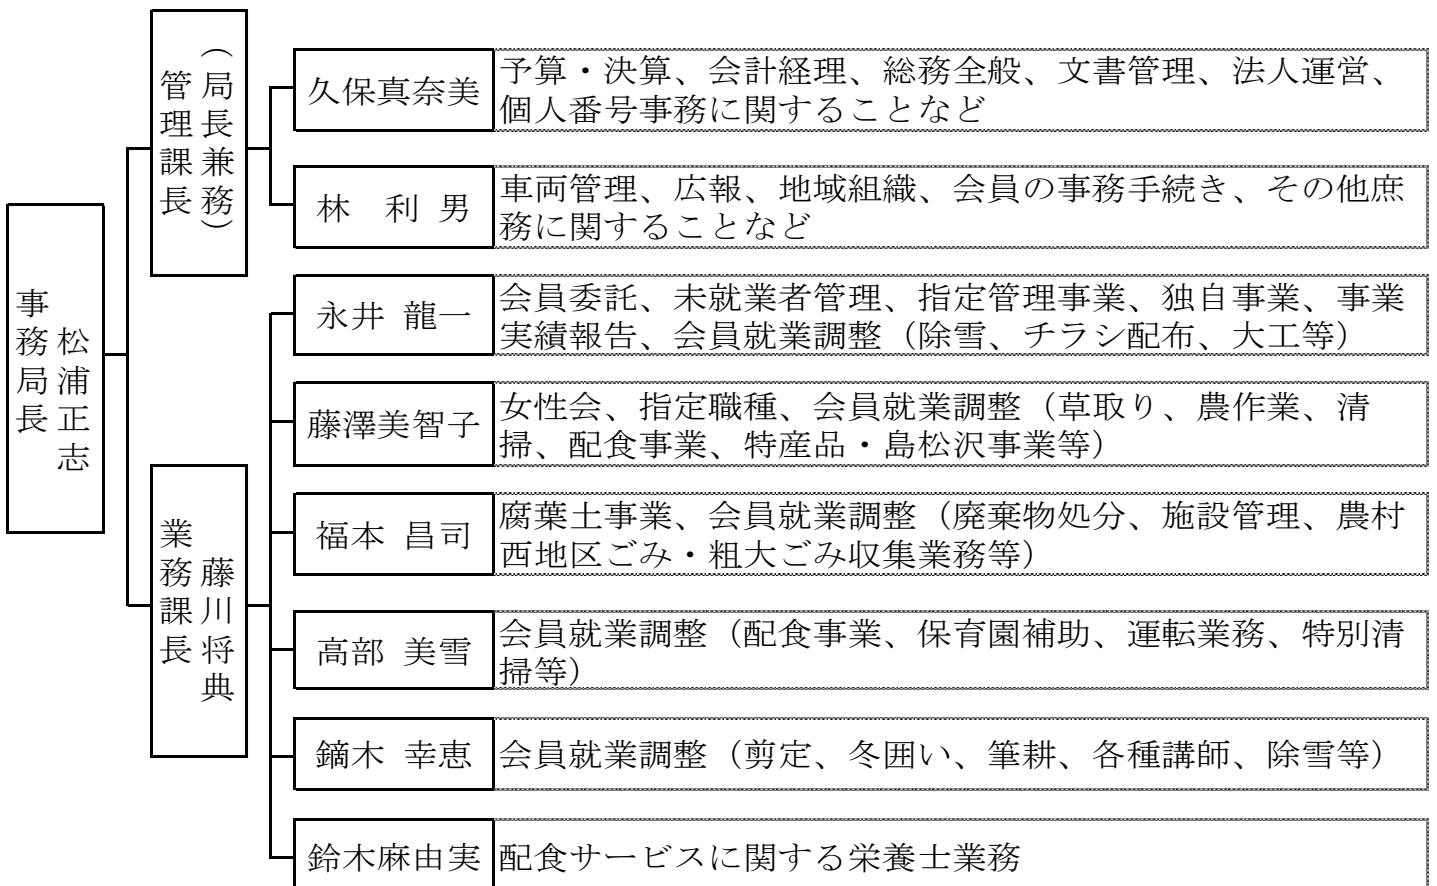 事務局長
松浦正志
管理課長
（局長兼務）
久保真奈美
予算・決算、会計経理、総務全般、文書管理、法人運営、
個人番号事務に関することなど
林　利 男
車両管理、広報、地域組織、会員の事務手続き、その他庶
務に関することなど
業務課長
藤川将典
永井 龍一
会員委託、未就業者管理、指定管理事業、独自事業、事業
実績報告、会員就業調整（除雪、チラシ配布、大工等）
藤澤美智子
女性会、指定職種、会員就業調整（草取り、農作業、清
掃、配食事業、特産品・島松沢事業等）
福本 昌司
腐葉土事業、会員就業調整（廃棄物処分、施設管理、農村
西地区ごみ・粗大ごみ収集業務等）
高部 美雪
会員就業調整（配食事業、保育園補助、運転業務、特別清
掃等）
鏑木 幸恵
会員就業調整（剪定、冬囲い、筆耕、各種講師、除雪等）
鈴木麻由実
配食サービスに関する栄養士業務